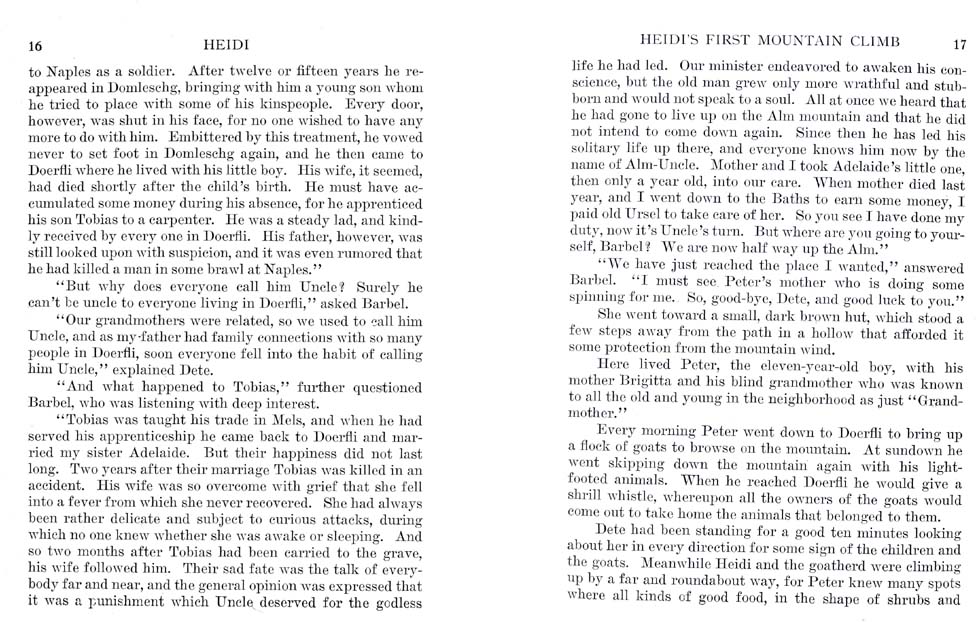 16
HEIDI
to Naples as a soldier. After twelve or fifteen years he re-
appeared in Domleschg, bringing with him a young son whom
he tried to place with some of his kinspeople. Every door,
however, was shut in his face, for no one wished to have any
more to do with him. Embittered by this treatment, he vowed
never to set foot in Domleschg again, and he then came to
Doerfli where he lived with his little boy. His wife, it seemed,
had died shortly after the child's birth. He must have ac-
cumulated some money during his absence, for he apprenticed
his son Tobias to a carpenter. He was a steady lad, and kind-
ly received by every one in Doerfli. His father, however, was
still looked upon with suspicion, and it was even rumored that
he had killed a man in some brawl at Naples."
"But why does everyone call him Uncle? Surely he
can't be uncle to everyone living in Doerfli," asked Barbel.
"Our grandmothers were related, so we used to call him
Uncle, and as my father had family connections with so many
people in Doerfli, soon everyone fell into the habit of calling
him Uncle," explained Dete.
"And what happened to Tobias," further questioned
Barbel, who was listening with deep interest.
"Tobias was taught his trade in Mels, and when he had
served his apprenticeship he came back to Doerfli and mar-
ried my sister Adelaide. But their happiness did not last
long. Two years after their marriage Tobias was killed in an
accident. His wife was so overcome with grief that she fell
into a fever from which she never recovered. She had always
been rather delicate and subject to curious attacks, during
which no one knew whether she was awake or sleeping. And
so two months after Tobias had been carried to the grave,
his wife followed him. Their sad fate was the talk of every-
body far and near, and the general opinion was expressed that
it was a punishment which Uncle deserved for the godless
HEIDI'S FIRST MOUNTAIN CLIMB
17
life he had led. Our minister endeavored to awaken his con-
science, but the old man grew only more wrathful and stub-
born and would not speak to a soul. All at once we heard that
he had gone to live up on the Alm mountain and that he did
not intend to come down again. Since then he has led his
solitary life up there, and everyone knows him now by the
name of Alm-Uncle. Mother and I took Adelaide's little one,
then only a year old, into our care. When mother died last
year, and I went down to the Baths to earn some money, I
paid old Ursel to take care of her. So you see I have done my
duty, now it's Uncle's turn. But where are you going to your-
self, Barbel? We are now half way up the Alm."
"We have just reached the place I wanted," answered
Barbel. "I must see Peter's mother who is doing some
spinning for me. So, good-bye, Dete, and good luck to you."
She went toward a small, dark brown hut, which stood a
few steps away from the path in a hollow that afforded it
some protection from the mountain wind.
Here lived Peter, the eleven-year-old boy, with his
mother Brigitta and his blind grandmother who was known
to all the old and young in the neighborhood as just "Grand-
mother."
Every morning Peter went down to Doerfli to bring up
a flock of goats to browse on the mountain. At sundown he
went skipping down the mountain again with his light-
footed animals. When he reached Doerfli he would give a
shrill whistle, whereupon all the owners of the goats would
come out to take home the animals that belonged to them.
Dete had been standing for a good ten minutes looking
about her in every direction for some sign of the children and
the goats. Meanwhile Heidi and the goatherd were climbing
up by a far and roundabout way, for Peter knew many spots
where all kinds of good food, in the shape of shrubs and